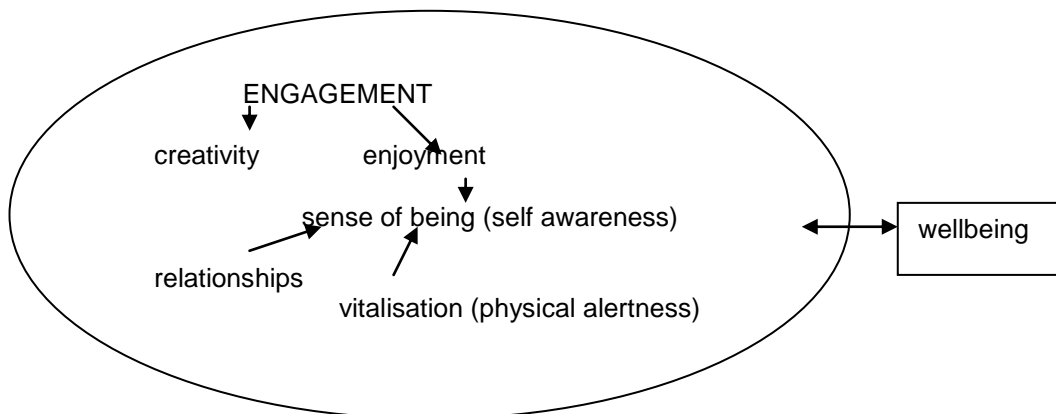 ENGAGEMENT
creativity enjoyment
sense of being (self awareness)
wellbeing
relationships
vitalisation (physical alertness)